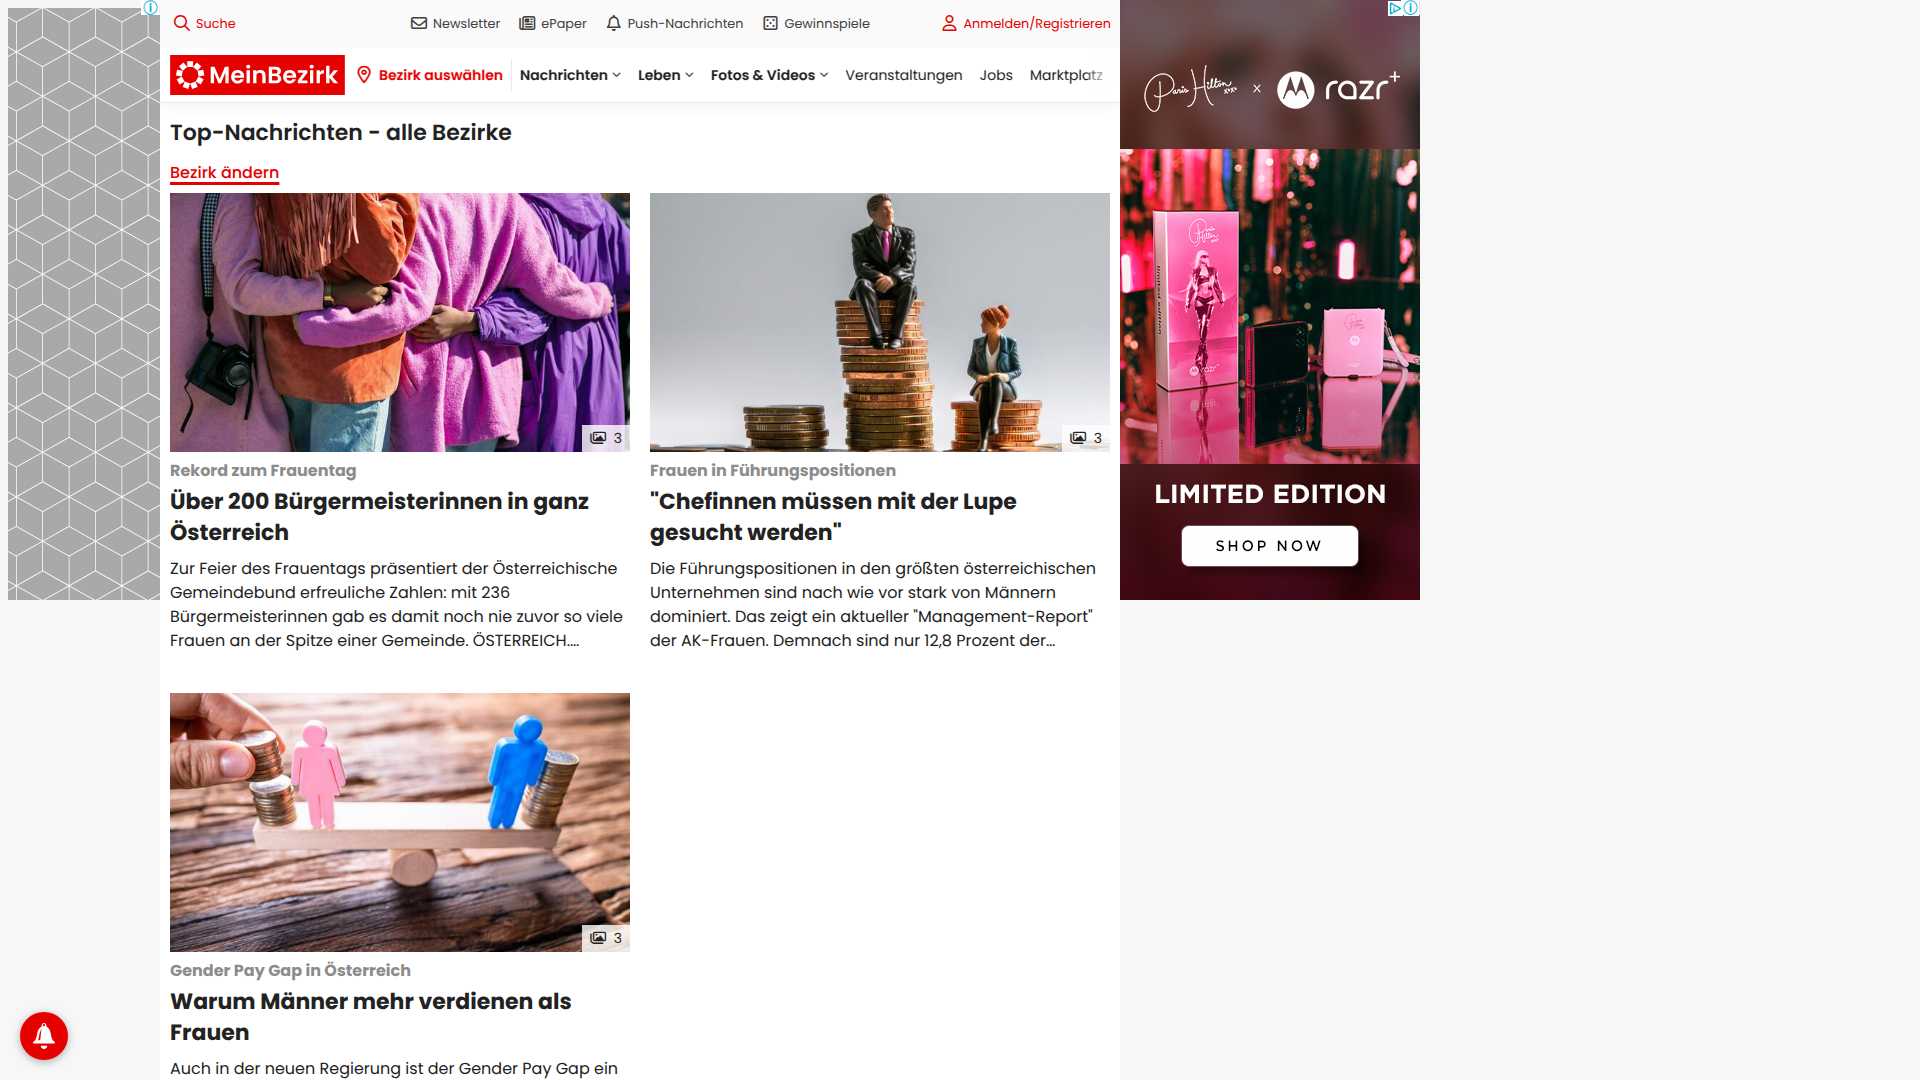 Suche
Newsletter
ePaper
Push-Nachrichten
Gewinnspiele
Anmelden/Registrieren
MeinBezirk
Bezirk auswählen
Nachrichten
Leben
Fotos & Videos
Veranstaltungen
Jobs
Marktplatz
Top-Nachrichten - alle Bezirke
Bezirk ändern
3
Rekord zum Frauentag
Über 200 Bürgermeisterinnen in ganz
Österreich
Zur Feier des Frauentags präsentiert der Österreichische
Gemeindebund erfreuliche Zahlen: mit 236
Bürgermeisterinnen gab es damit noch nie zuvor so viele
Frauen an der Spitze einer Gemeinde. ÖSTERREICH....
3
Frauen in Führungspositionen
"Chefinnen müssen mit der Lupe
gesucht werden"
Die Führungspositionen in den größten österreichischen
Unternehmen sind nach wie vor stark von Männern
dominiert. Das zeigt ein aktueller "Management-Report"
der AK-Frauen. Demnach sind nur 12,8 Prozent der...
3
Gender Pay Gap in Österreich
Warum Männer mehr verdienen als
Frauen
Auch in der neuen Regierung ist der Gender Pay Gap ein
Paris Hilton x razr+
LIMITED EDITION
SHOP NOW